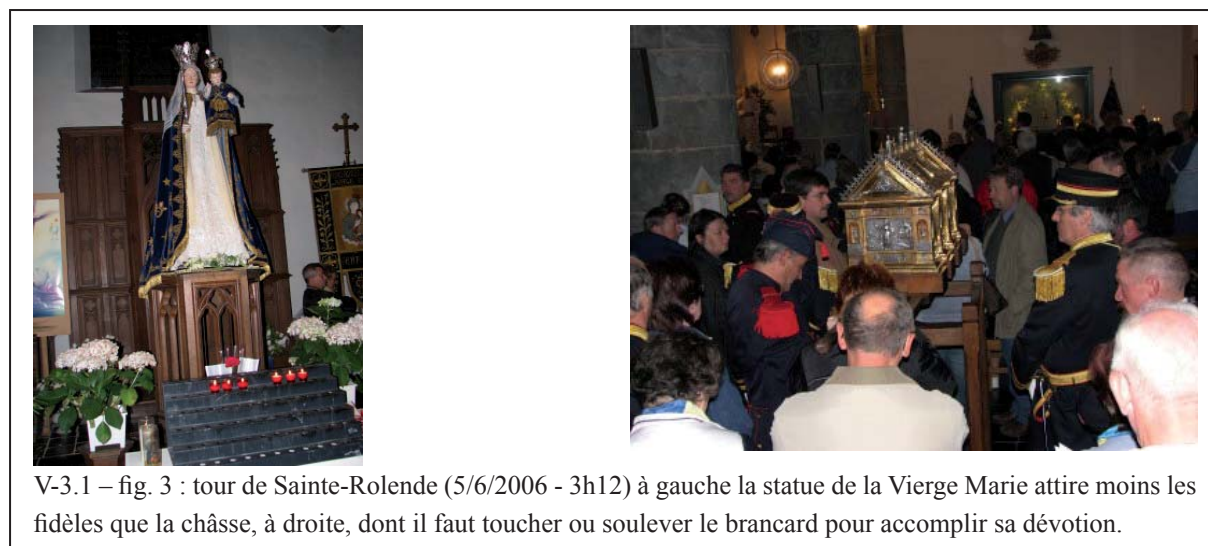 V-3.1 – fig. 3 : tour de Sainte-Rolende (5/6/2006 - 3h12) à gauche la statue de la Vierge Marie attire moins les
fidèles que la châsse, à droite, dont il faut toucher ou soulever le brancard pour accomplir sa dévotion.